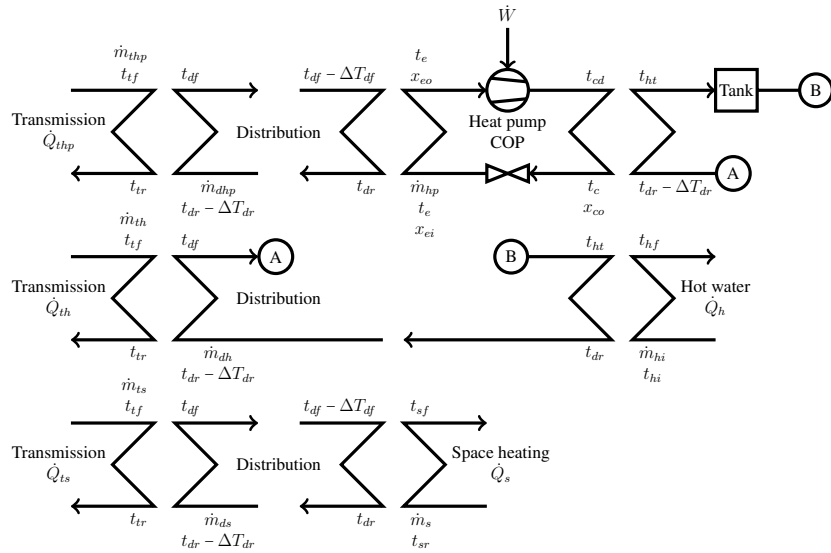 Ẇ
ṁ_thp
t_tf
t_df
t_df − ΔT_df
t_e
x_eo
t_cd
t_ht
Tank
B
Transmission
Q̇_thp
Distribution
Heat pump
COP
A
t_tr
ṁ_dhp
t_dr − ΔT_dr
t_dr
ṁ_hp
t_e
x_ei
t_c
x_co
t_dr − ΔT_dr
ṁ_th
t_tf
t_df
A
B
t_ht
t_hf
Transmission
Q̇_th
Distribution
Hot water
Q̇_h
t_tr
ṁ_dh
t_dr − ΔT_dr
t_dr
ṁ_hi
t_hi
ṁ_ts
t_tf
t_df
t_df − ΔT_df
t_sf
Transmission
Q̇_ts
Distribution
Space heating
Q̇_s
t_tr
ṁ_ds
t_dr − ΔT_dr
t_dr
ṁ_s
t_sr